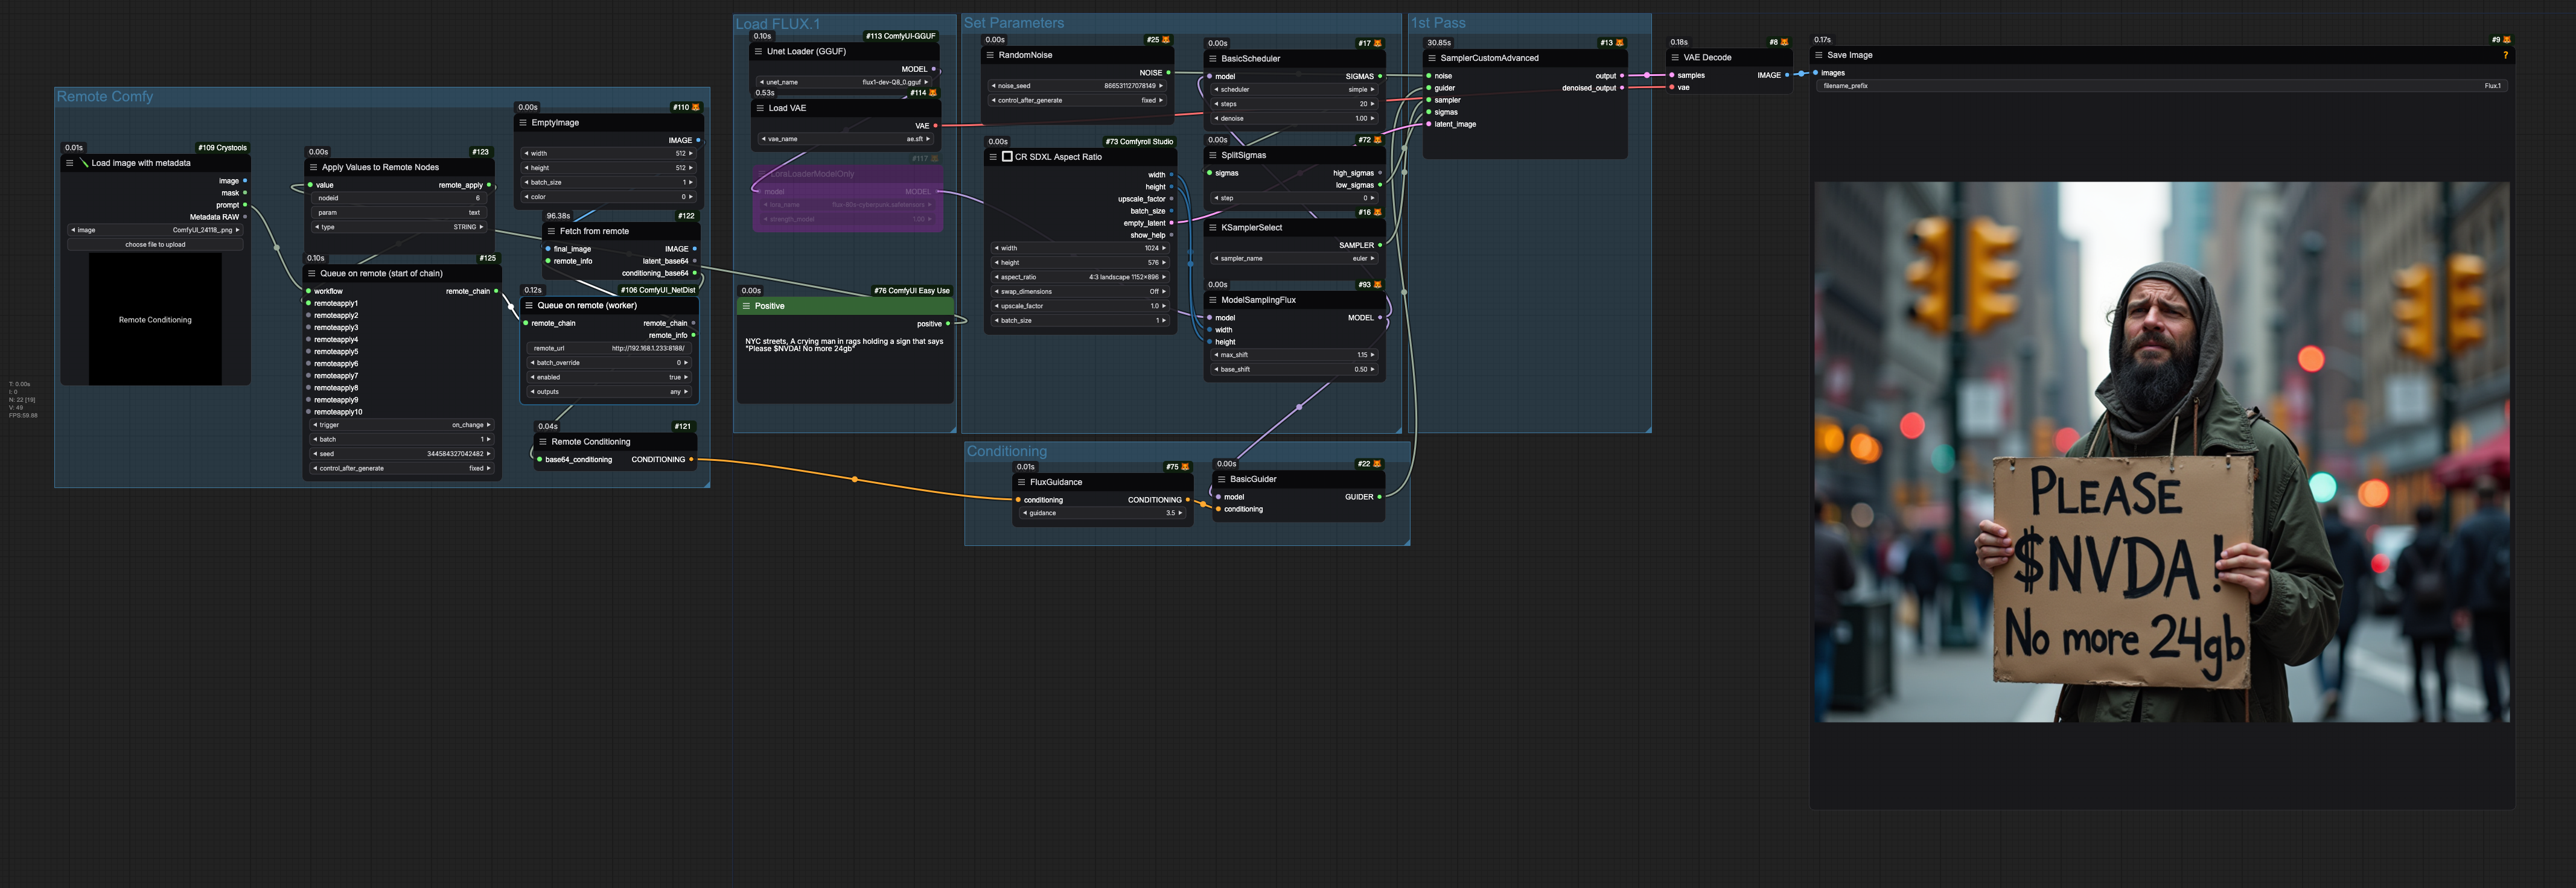 Remote Comfy
0.01s
#109 Crystools
Load image with metadata
image
mask
prompt
Metadata RAW
image ComfyUI_24118_.png
choose file to upload
Remote Conditioning
0.00s
#123
Apply Values to Remote Nodes
value remote_apply
nodeid 6
param text
type STRING
0.10s
#125
Queue on remote (start of chain)
workflow remote_chain
remoteapply1
remoteapply2
remoteapply3
remoteapply4
remoteapply5
remoteapply6
remoteapply7
remoteapply8
remoteapply9
remoteapply10
trigger on_change
batch 1
seed 344584327042482
control_after_generate fixed
0.00s
#110
EmptyImage
IMAGE
width 512
height 512
batch_size 1
color 0
96.38s
#122
Fetch from remote
final_image IMAGE
remote_info latent_base64
conditioning_base64
0.12s
#106 ComfyUI_NetDist
Queue on remote (worker)
remote_chain remote_chain
remote_info
remote_url http://192.168.1.233:8188/
batch_override 0
enabled true
outputs any
0.04s
#121
Remote Conditioning
base64_conditioning CONDITIONING
T: 0.00s
I: 0
N: 22 [19]
V: 49
FPS:59.88
Load FLUX.1
0.10s
#113 ComfyUI-GGUF
Unet Loader (GGUF)
MODEL
unet_name flux1-dev-Q8_0.gguf
0.53s
#114
Load VAE
VAE
vae_name ae.sft
#117
LoraLoaderModelOnly
model MODEL
lora_name flux-80s-cyberpunk.safetensors
strength_model 1.00
0.00s
#76 ComfyUI Easy Use
Positive
positive
NYC streets, A crying man in rags holding a sign that says
"Please $NVDA! No more 24gb"
Set Parameters
0.00s
#25
RandomNoise
NOISE
noise_seed 866531127078149
control_after_generate fixed
0.00s
#73 Comfyroll Studio
CR SDXL Aspect Ratio
width
height
upscale_factor
batch_size
empty_latent
show_help
width 1024
height 576
aspect_ratio 4:3 landscape 1152x896
swap_dimensions Off
upscale_factor 1.0
batch_size 1
0.00s
#17
BasicScheduler
model SIGMAS
scheduler simple
steps 20
denoise 1.00
0.00s
#72
SplitSigmas
sigmas high_sigmas
low_sigmas
step 0
0.00s
#16
KSamplerSelect
SAMPLER
sampler_name euler
0.00s
#93
ModelSamplingFlux
model MODEL
width
height
max_shift 1.15
base_shift 0.50
Conditioning
0.01s
#75
FluxGuidance
conditioning CONDITIONING
guidance 3.5
0.00s
#22
BasicGuider
model GUIDER
conditioning
1st Pass
30.85s
#13
SamplerCustomAdvanced
noise output
guider denoised_output
sampler
sigmas
latent_image
0.18s
#8
VAE Decode
samples IMAGE
vae
0.17s
#9
Save Image ?
images
filename_prefix Flux.1
PLEASE
$NVDA!
No more 24gb